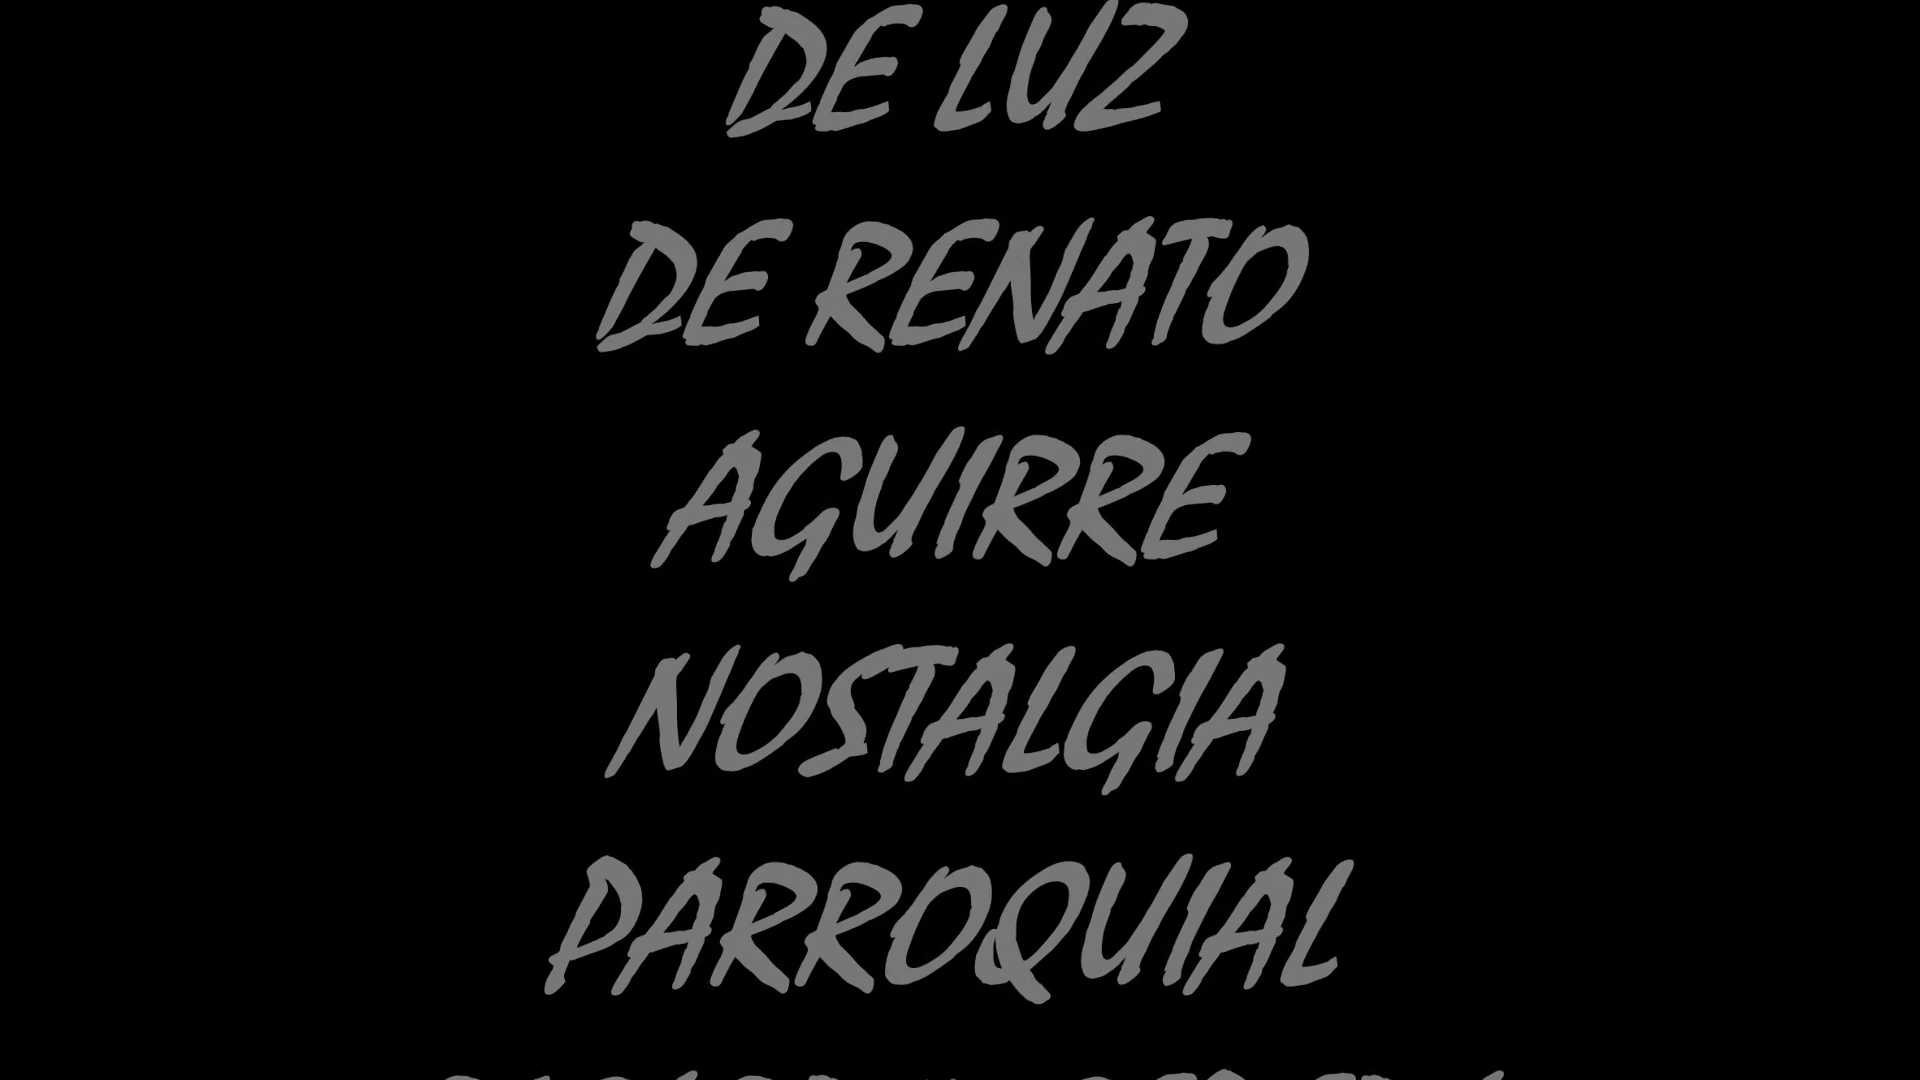 DE LUZ
DE RENATO
AGUIRRE
NOSTALGIA
PARROQUIAL